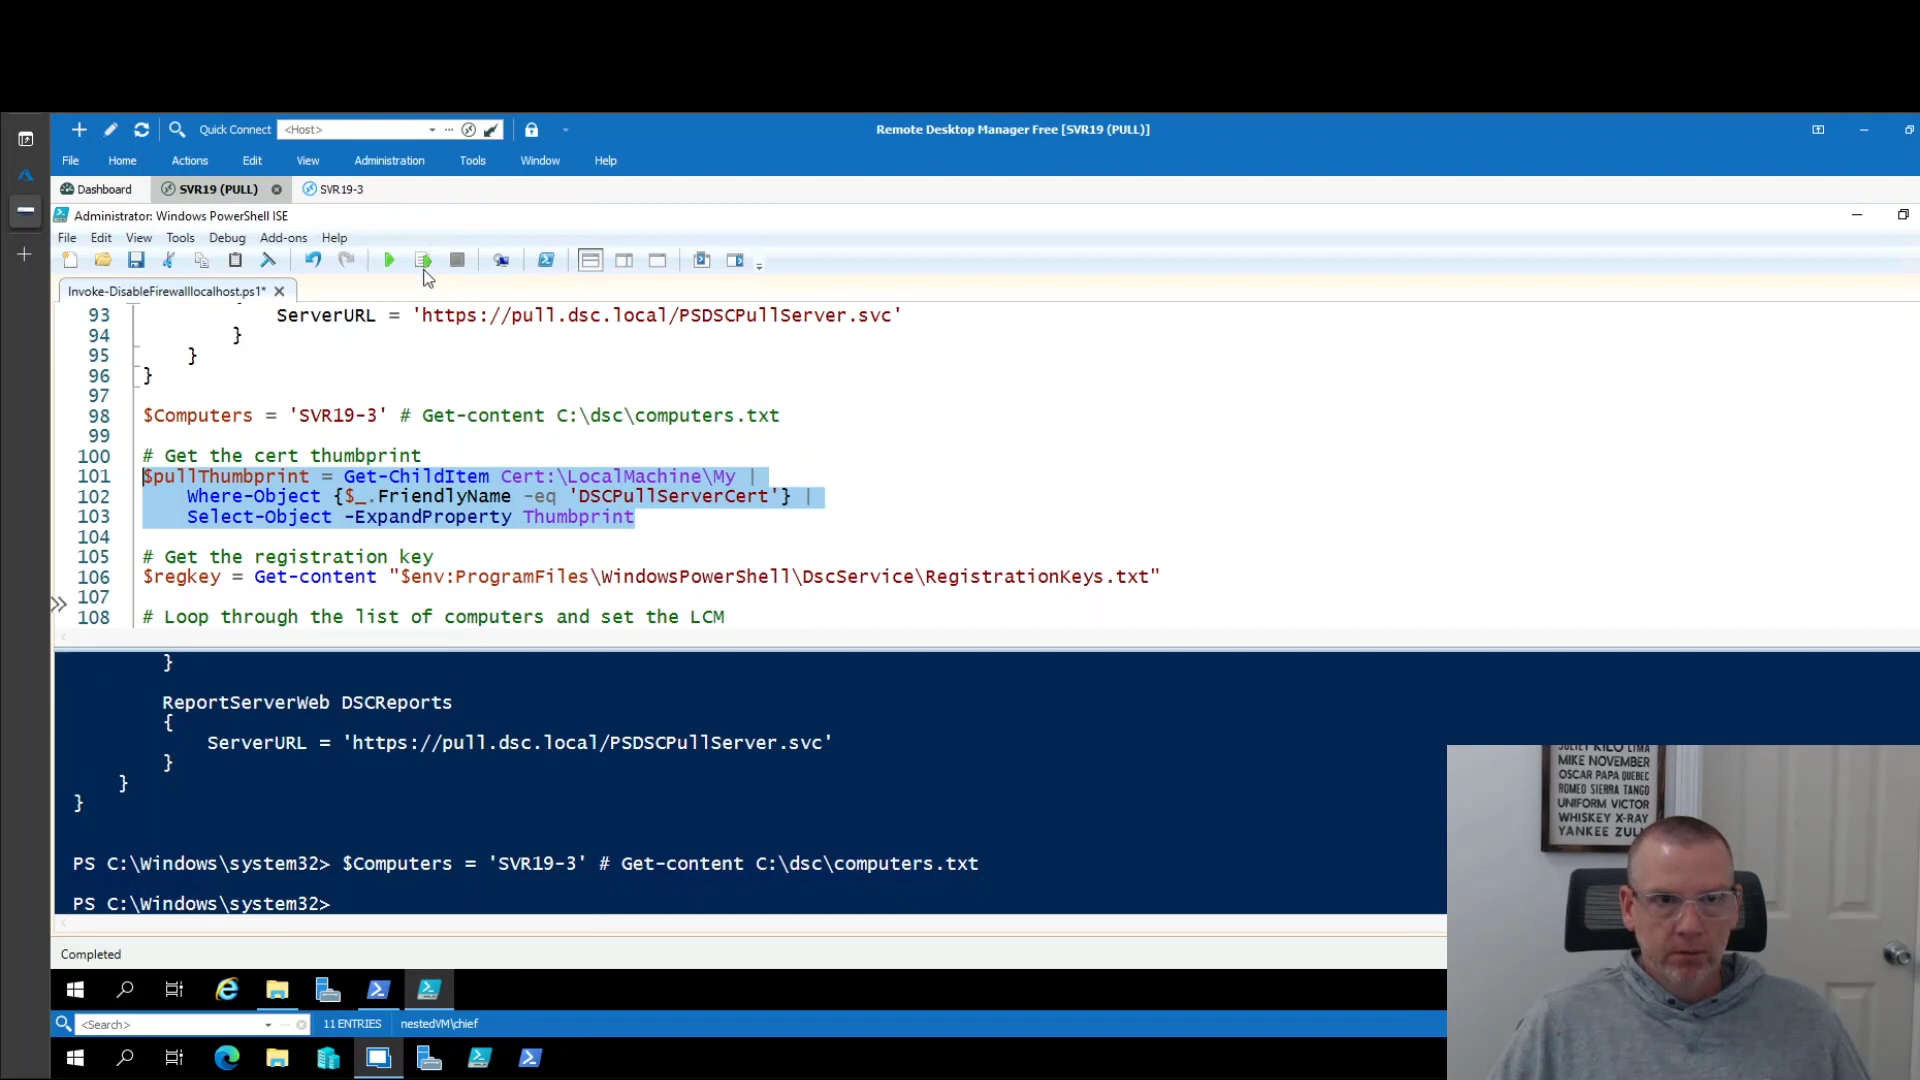 Quick Connect <Host>
Remote Desktop Manager Free [SVR19 (PULL)]
File Home Actions Edit View Administration Tools Window Help
Dashboard SVR19 (PULL) SVR19-3
Administrator: Windows PowerShell ISE
File Edit View Tools Debug Add-ons Help
Invoke-DisableFirewalllocalhost.ps1*
93 ServerURL = 'https://pull.dsc.local/PSDSCPullServer.svc'
94 }
95 }
96 }
97
98 $Computers = 'SVR19-3' # Get-content C:\dsc\computers.txt
99
100 # Get the cert thumbprint
101 $pullThumbprint = Get-ChildItem Cert:\LocalMachine\My |
102 Where-Object {$_.FriendlyName -eq 'DSCPullServerCert'} |
103 Select-Object -ExpandProperty Thumbprint
104
105 # Get the registration key
106 $regkey = Get-content "$env:ProgramFiles\WindowsPowerShell\DscService\RegistrationKeys.txt"
107
108 # Loop through the list of computers and set the LCM
}
ReportServerWeb DSCReports
{
ServerURL = 'https://pull.dsc.local/PSDSCPullServer.svc'
}
}
}
PS C:\Windows\system32> $Computers = 'SVR19-3' # Get-content C:\dsc\computers.txt
PS C:\Windows\system32>
Completed
<Search> 11 ENTRIES nestedVM\chief
JULIET KILO LIMA
MIKE NOVEMBER
OSCAR PAPA QUEBEC
ROMEO SIERRA TANGO
UNIFORM VICTOR
WHISKEY X-RAY
YANKEE ZULU